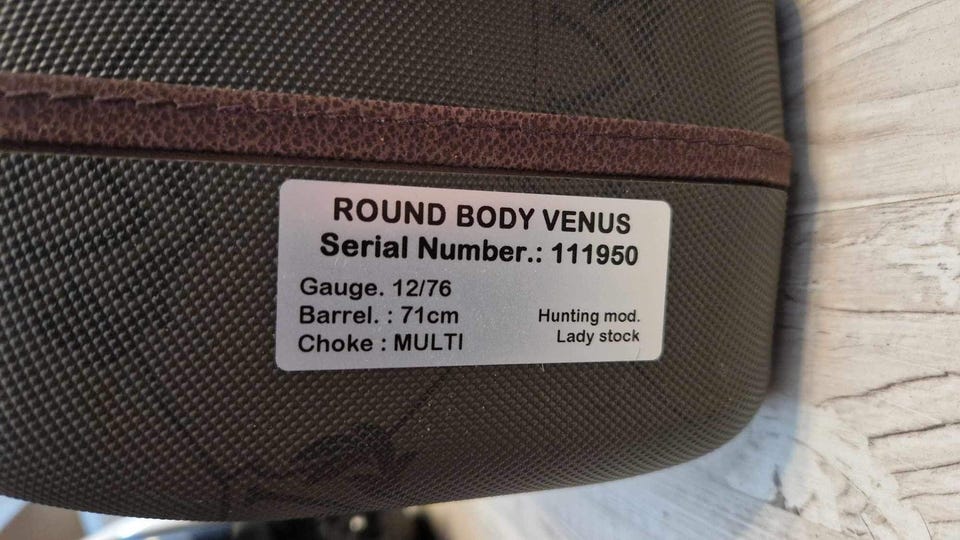 ROUND BODY VENUS
Serial Number.: 111950
Gauge. 12/76
Barrel. : 71cm
Choke : MULTI
Hunting mod.
Lady stock